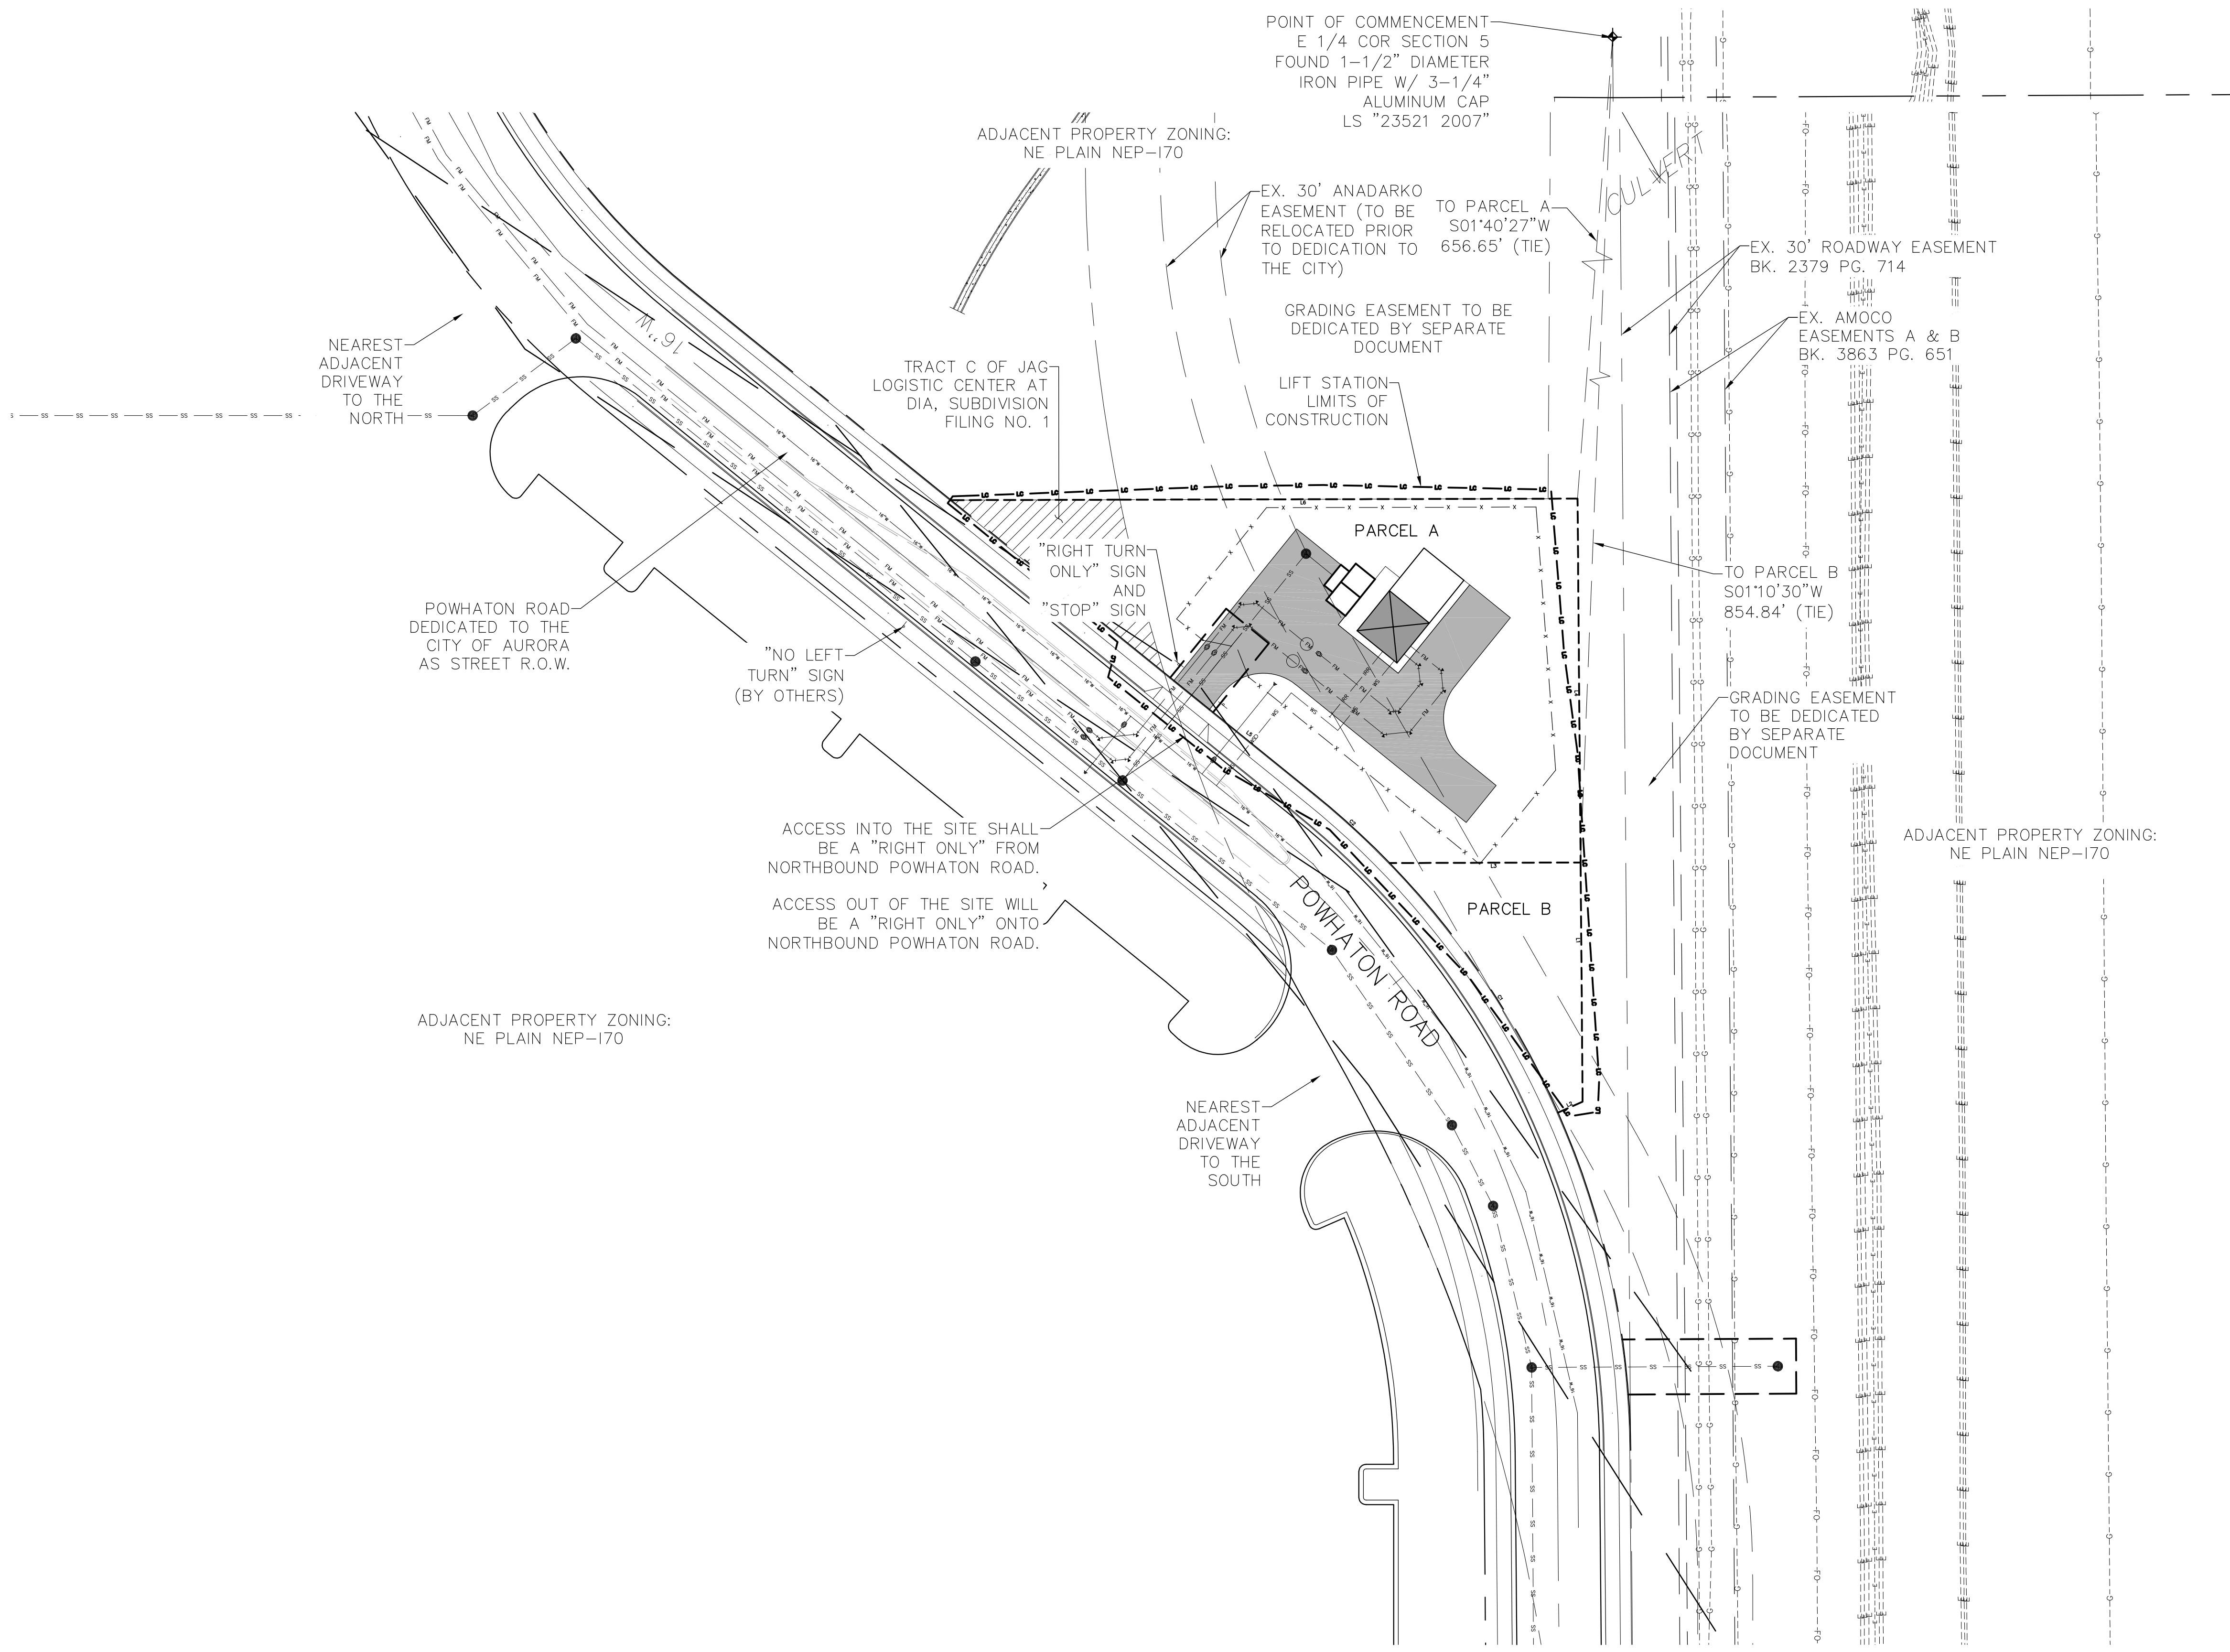 POINT OF COMMENCEMENT
E 1/4 COR SECTION 5
FOUND 1-1/2" DIAMETER
IRON PIPE W/ 3-1/4"
ALUMINUM CAP
LS "23521 2007"
ADJACENT PROPERTY ZONING:
NE PLAIN NEP-I70
CULVERT
EX. 30' ANADARKO
EASEMENT (TO BE
RELOCATED PRIOR
TO DEDICATION TO
THE CITY)
TO PARCEL A
S01°40'27"W
656.65' (TIE)
EX. 30' ROADWAY EASEMENT
BK. 2379 PG. 714
GRADING EASEMENT TO BE
DEDICATED BY SEPARATE
DOCUMENT
EX. AMOCO
EASEMENTS A & B
BK. 3863 PG. 651
NEAREST
ADJACENT
DRIVEWAY
TO THE
NORTH
16"W
TRACT C OF JAG
LOGISTIC CENTER AT
DIA, SUBDIVISION
FILING NO. 1
LIFT STATION
LIMITS OF
CONSTRUCTION
PARCEL A
"RIGHT TURN
ONLY" SIGN
AND
"STOP" SIGN
TO PARCEL B
S01°10'30"W
854.84' (TIE)
POWHATON ROAD
DEDICATED TO THE
CITY OF AURORA
AS STREET R.O.W.
"NO LEFT
TURN" SIGN
(BY OTHERS)
GRADING EASEMENT
TO BE DEDICATED
BY SEPARATE
DOCUMENT
ACCESS INTO THE SITE SHALL
BE A "RIGHT ONLY" FROM
NORTHBOUND POWHATON ROAD.
ACCESS OUT OF THE SITE WILL
BE A "RIGHT ONLY" ONTO
NORTHBOUND POWHATON ROAD.
ADJACENT PROPERTY ZONING:
NE PLAIN NEP-I70
PARCEL B
POWHATON ROAD
ADJACENT PROPERTY ZONING:
NE PLAIN NEP-I70
NEAREST
ADJACENT
DRIVEWAY
TO THE
SOUTH